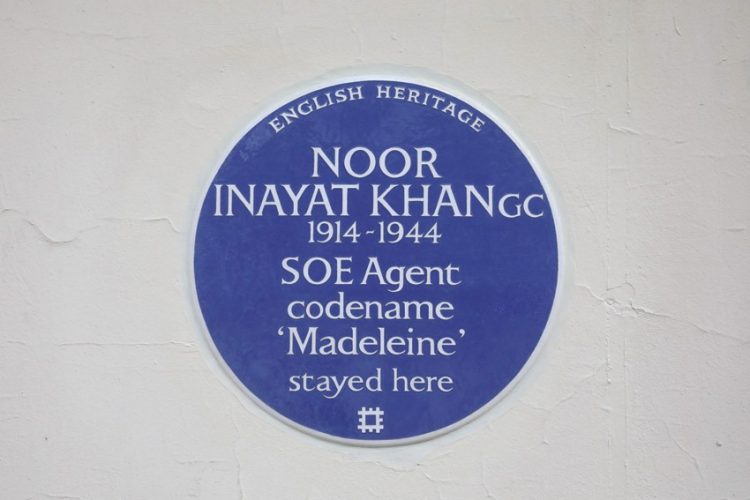 ENGLISH HERITAGE
NOOR
INAYAT KHAN GC
1914-1944
SOE Agent
codename
‘Madeleine’
stayed here